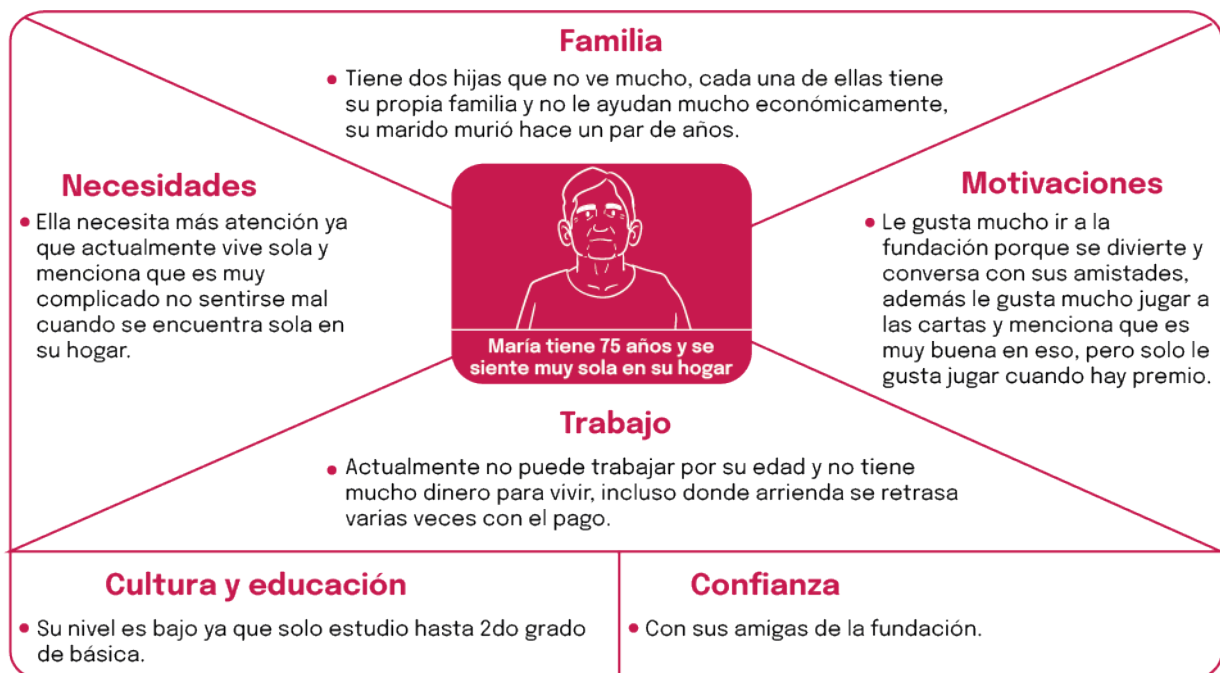 Familia
Tiene dos hijas que no ve mucho, cada una de ellas tiene
su propia familia y no le ayudan mucho económicamente,
su marido murió hace un par de años.
Necesidades
Ella necesita más atención ya
que actualmente vive sola y
menciona que es muy
complicado no sentirse mal
cuando se encuentra sola en
su hogar.
María tiene 75 años y se
siente muy sola en su hogar
Motivaciones
Le gusta mucho ir a la
fundación porque se divierte y
conversa con sus amistades,
además le gusta mucho jugar a
las cartas y menciona que es
muy buena en eso, pero solo le
gusta jugar cuando hay premio.
Trabajo
Actualmente no puede trabajar por su edad y no tiene
mucho dinero para vivir, incluso donde arrienda se retrasa
varias veces con el pago.
Cultura y educación
Su nivel es bajo ya que solo estudio hasta 2do grado
de básica.
Confianza
Con sus amigas de la fundación.